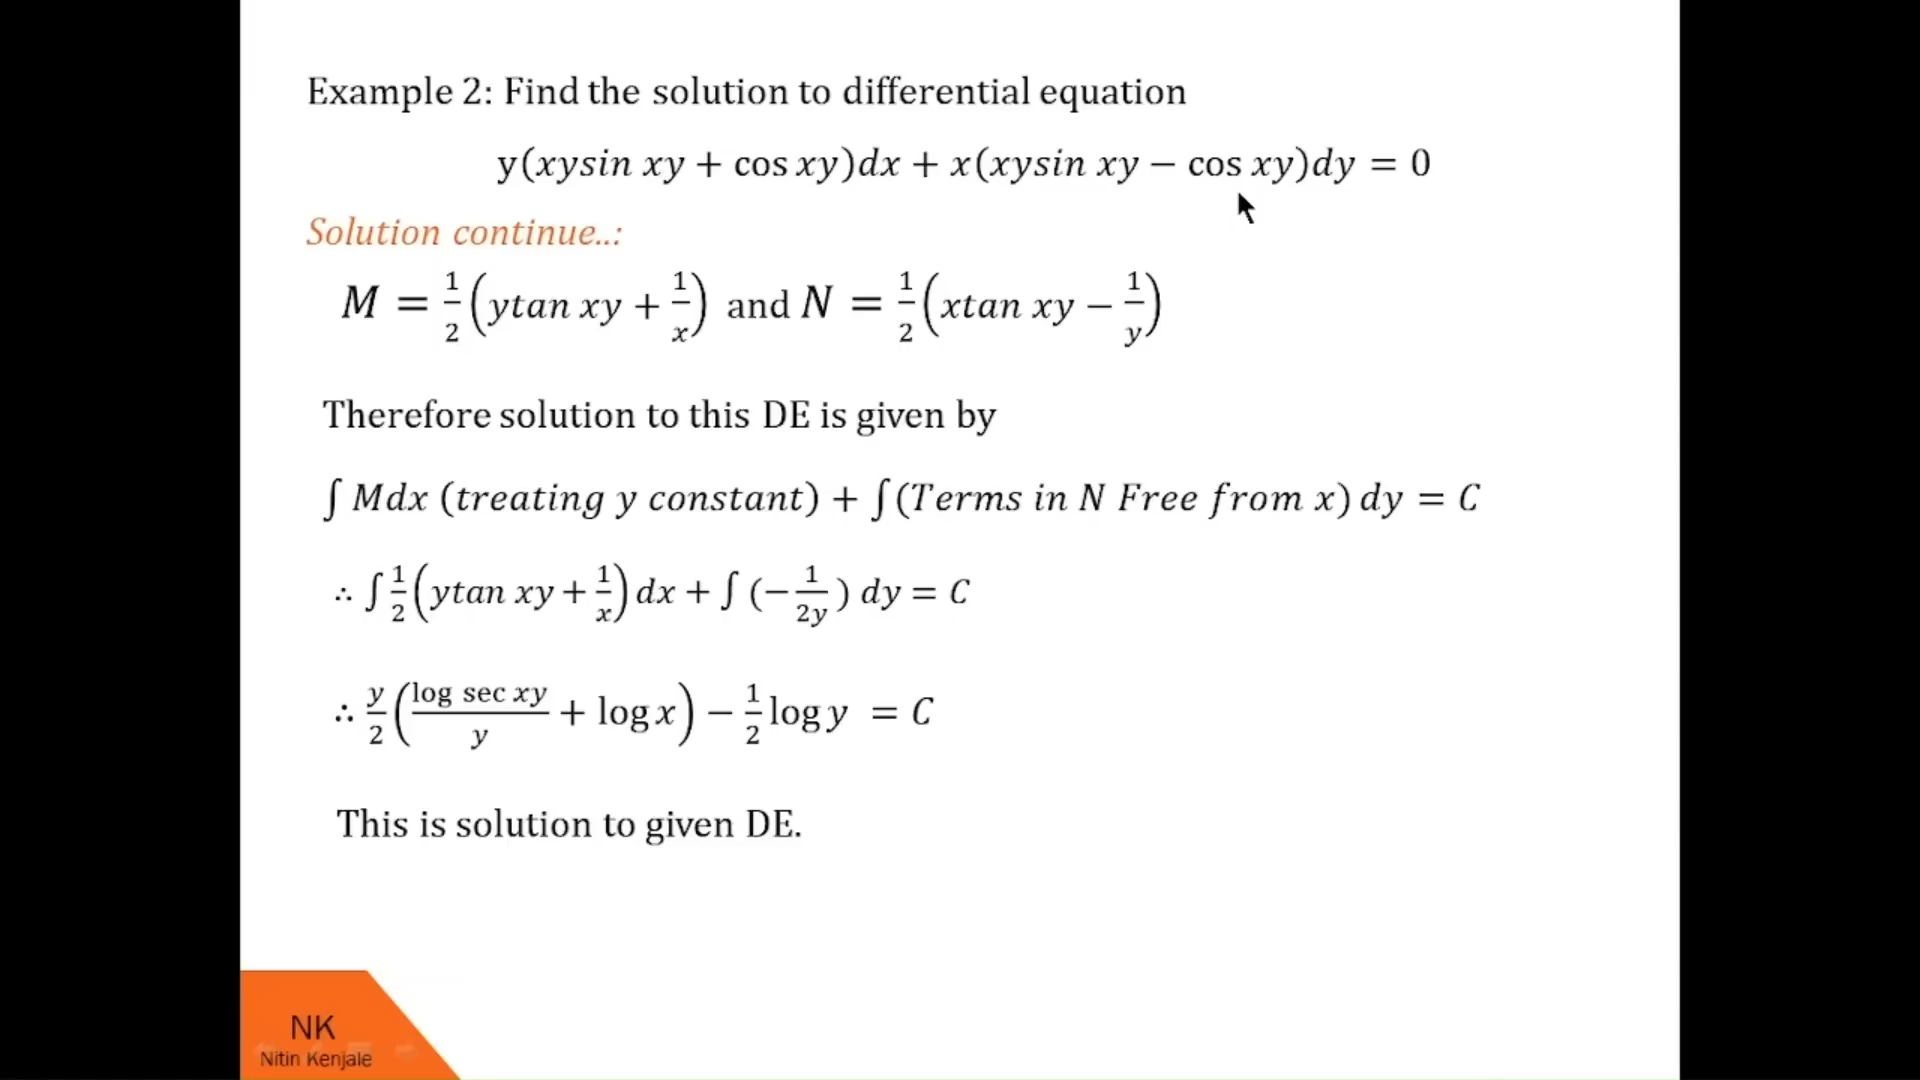 Example 2: Find the solution to differential equation
y(xysin xy + cos xy)dx + x(xysin xy − cos xy)dy = 0
Solution continue..:
M = 1/2 (ytan xy + 1/x) and N = 1/2 (xtan xy − 1/y)
Therefore solution to this DE is given by
∫ Mdx (treating y constant) + ∫(Terms in N Free from x) dy = C
∴ ∫ 1/2 (ytan xy + 1/x) dx + ∫ (− 1/2y) dy = C
∴ y/2 (log sec xy/y + log x) − 1/2 log y = C
This is solution to given DE.
NK
Nitin Kenjale